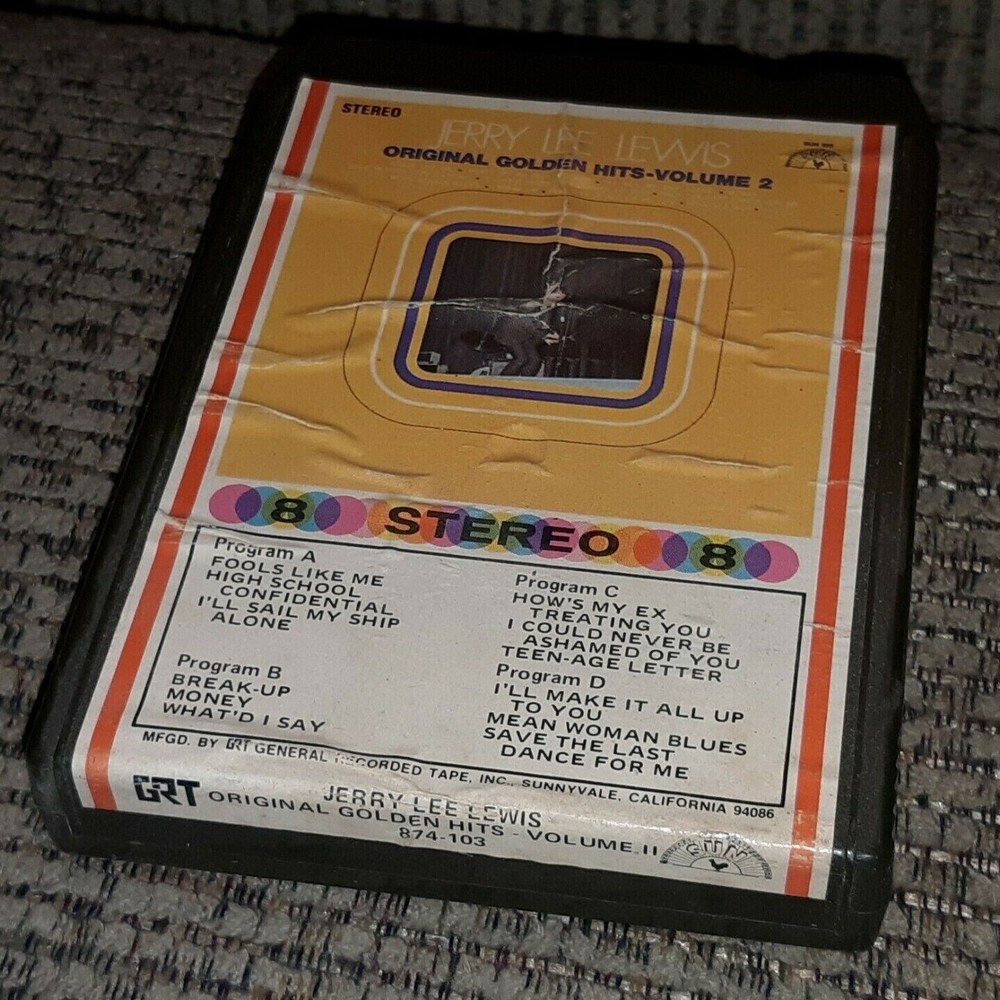 STEREO
JERRY LEE LEWIS
ORIGINAL GOLDEN HITS-VOLUME 2
8 STEREO 8
Program A
FOOLS LIKE ME
HIGH SCHOOL
CONFIDENTIAL
I'LL SAIL MY SHIP
ALONE
Program B
BREAK-UP
MONEY
WHAT'D I SAY
Program C
HOW'S MY EX
TREATING YOU
I COULD NEVER BE
ASHAMED OF YOU
TEEN-AGE LETTER
Program D
I'LL MAKE IT ALL UP
TO YOU
MEAN WOMAN BLUES
SAVE THE LAST
DANCE FOR ME
MFGD. BY GRT GENERAL RECORDED TAPE, INC., SUNNYVALE, CALIFORNIA 94086
GRT
JERRY LEE LEWIS
ORIGINAL GOLDEN HITS - VOLUME II
874-103
SUN